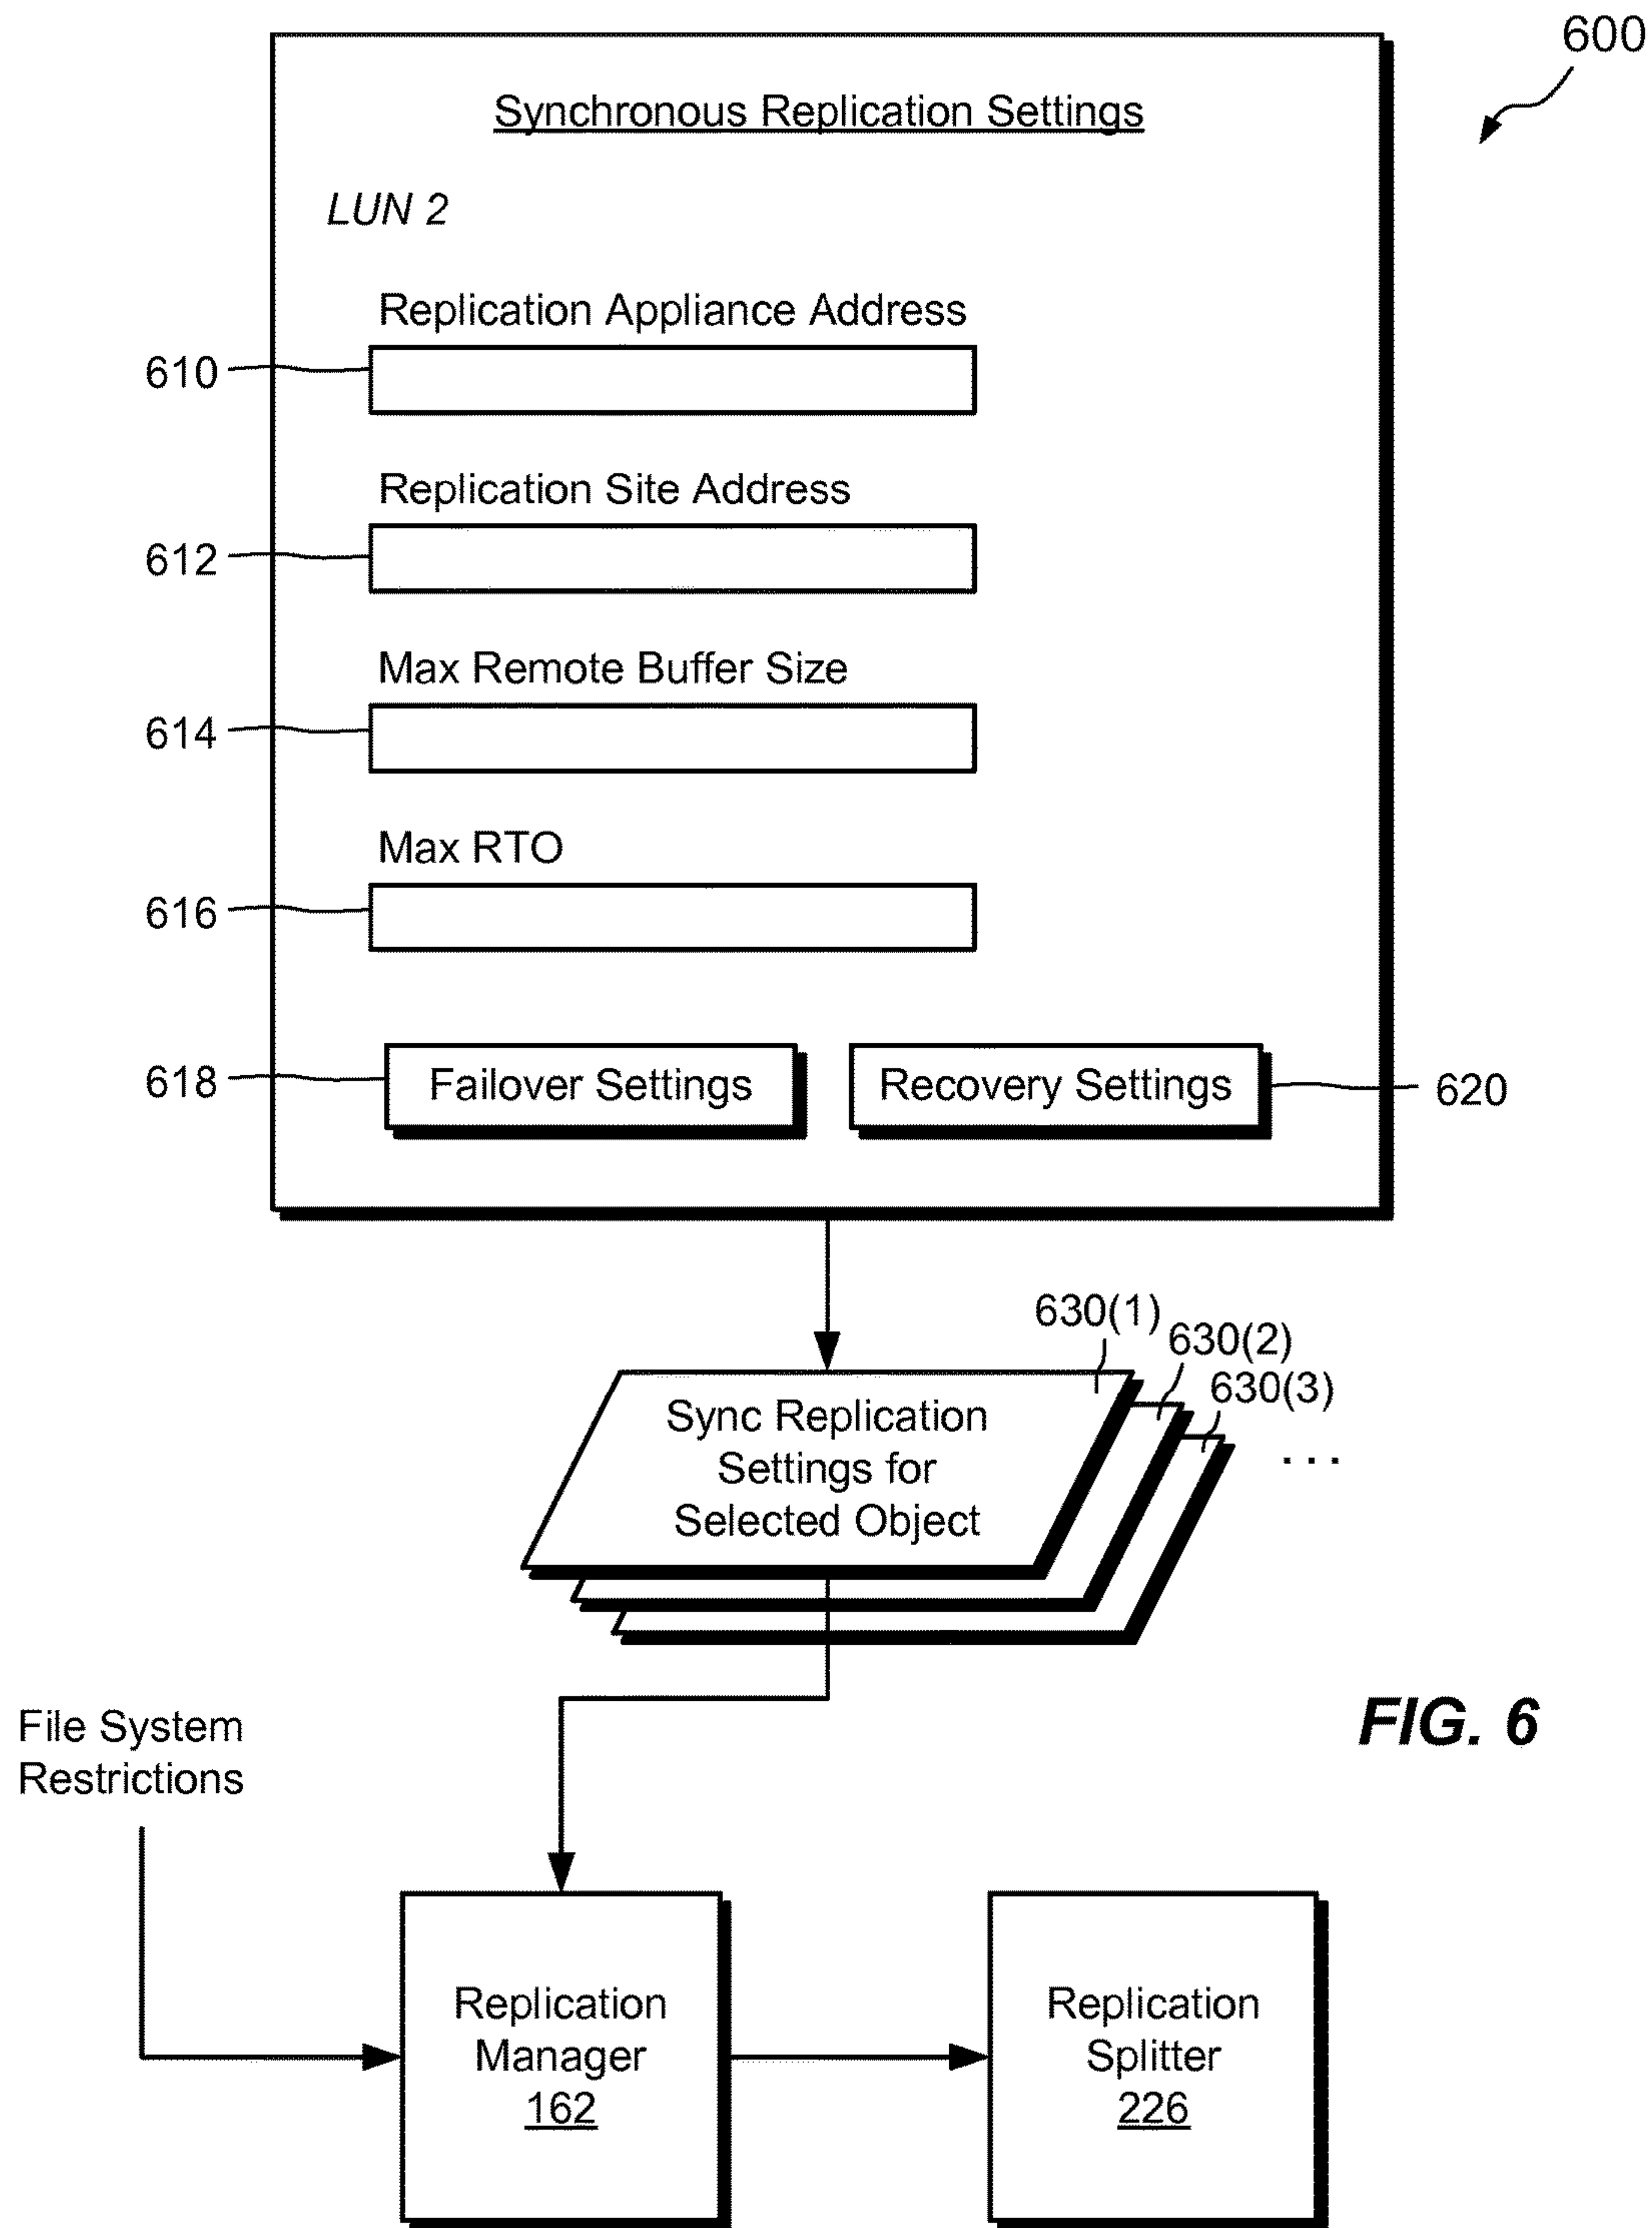 600
Synchronous Replication Settings
LUN 2
Replication Appliance Address
610
Replication Site Address
612
Max Remote Buffer Size
614
Max RTO
616
618
Failover Settings
Recovery Settings
620
630(1)
630(2)
630(3)
Sync Replication
Settings for
Selected Object
. . .
File System
Restrictions
FIG. 6
Replication
Manager
162
Replication
Splitter
226